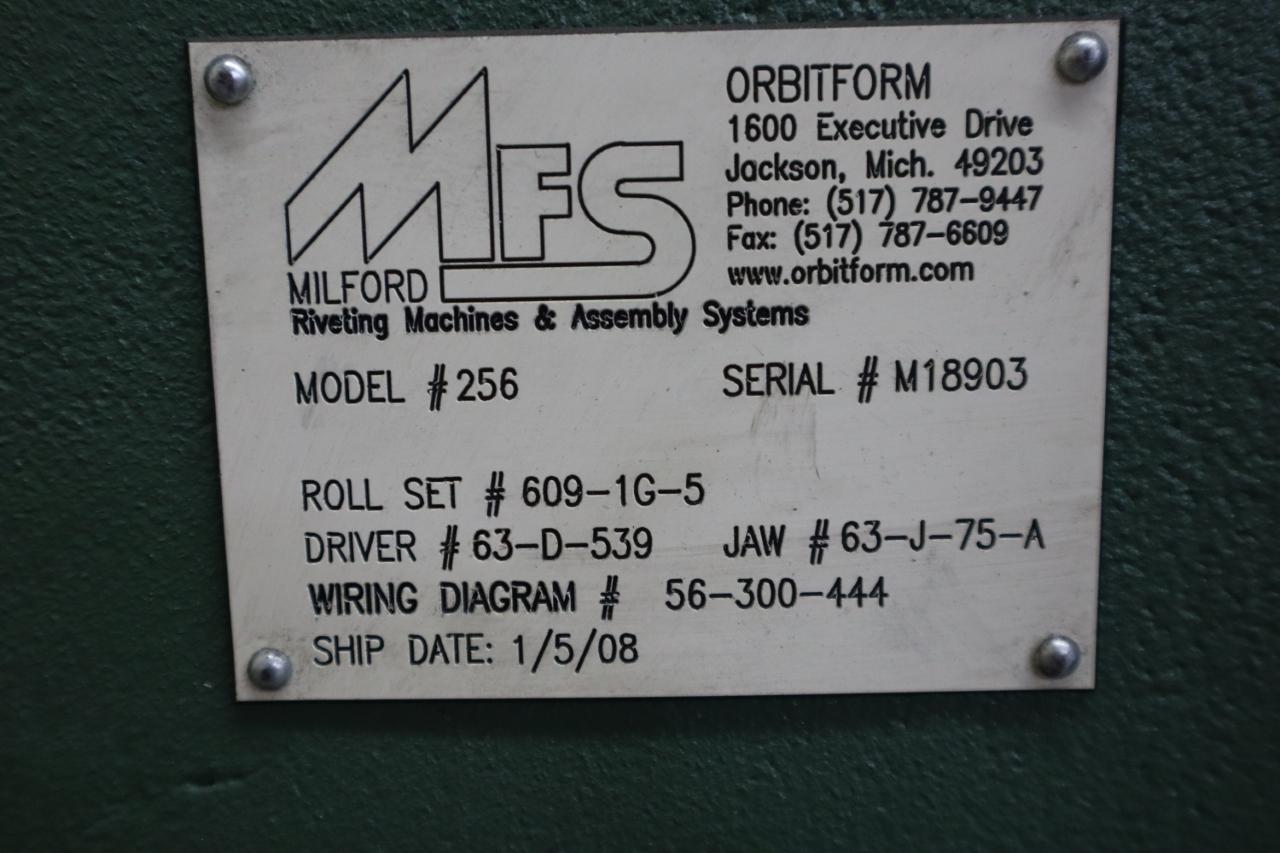 MFS
MILFORD
Riveting Machines & Assembly Systems
ORBITFORM
1600 Executive Drive
Jackson, Mich. 49203
Phone: (517) 787-9447
Fax: (517) 787-6609
www.orbitform.com
MODEL #256 SERIAL # M18903
ROLL SET # 609-1G-5
DRIVER #63-D-539 JAW #63-J-75-A
WIRING DIAGRAM # 56-300-444
SHIP DATE: 1/5/08